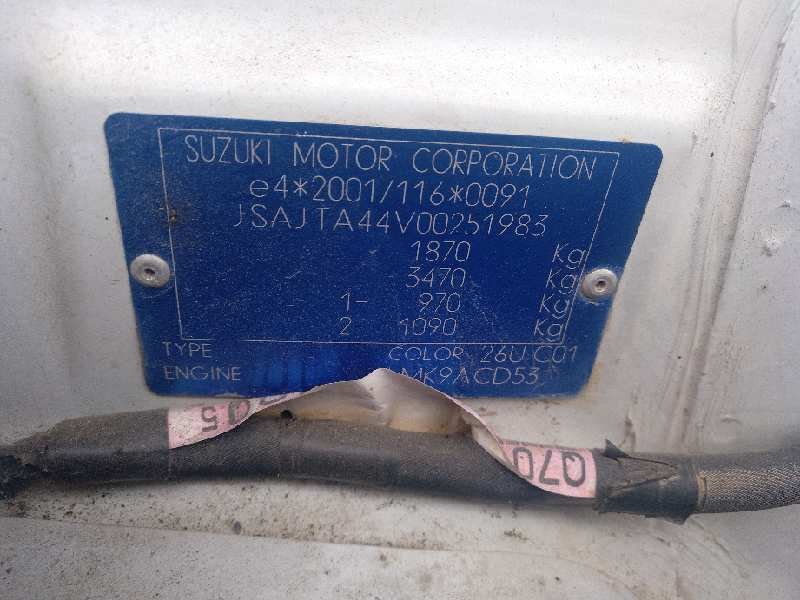 SUZUKI MOTOR CORPORATION
e4*2001/116*0091
JSAJTA44V00251983
1870 Kg
3470 Kg
1- 970 Kg
2 1090 Kg
TYPE COLOR 26U C01
ENGINE MK9ACD53
Q70